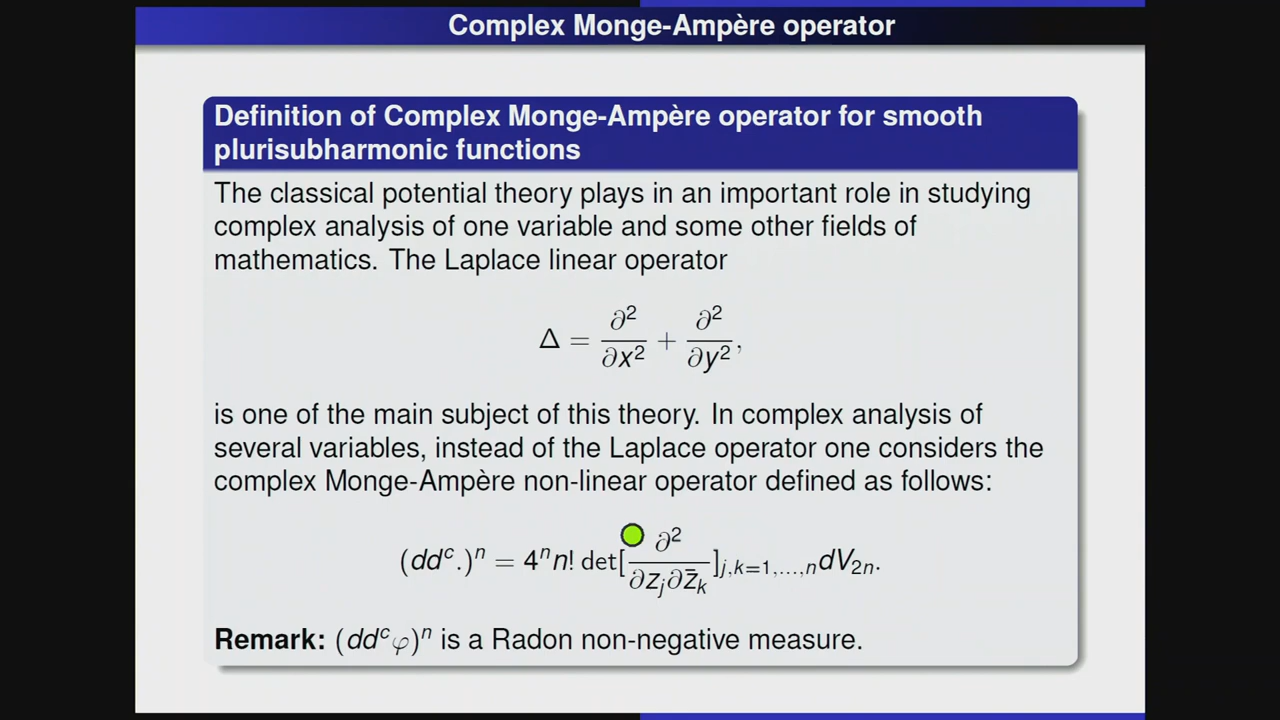 Complex Monge-Ampère operator
Definition of Complex Monge-Ampère operator for smooth
plurisubharmonic functions
The classical potential theory plays in an important role in studying
complex analysis of one variable and some other fields of
mathematics. The Laplace linear operator
Δ = ∂²/∂x² + ∂²/∂y²,
is one of the main subject of this theory. In complex analysis of
several variables, instead of the Laplace operator one considers the
complex Monge-Ampère non-linear operator defined as follows:
(dd^c .)^n = 4^n n! det[∂²/∂z_j ∂z̄_k]_{j,k=1,...,n} dV_{2n}.
Remark: (dd^c φ)^n is a Radon non-negative measure.